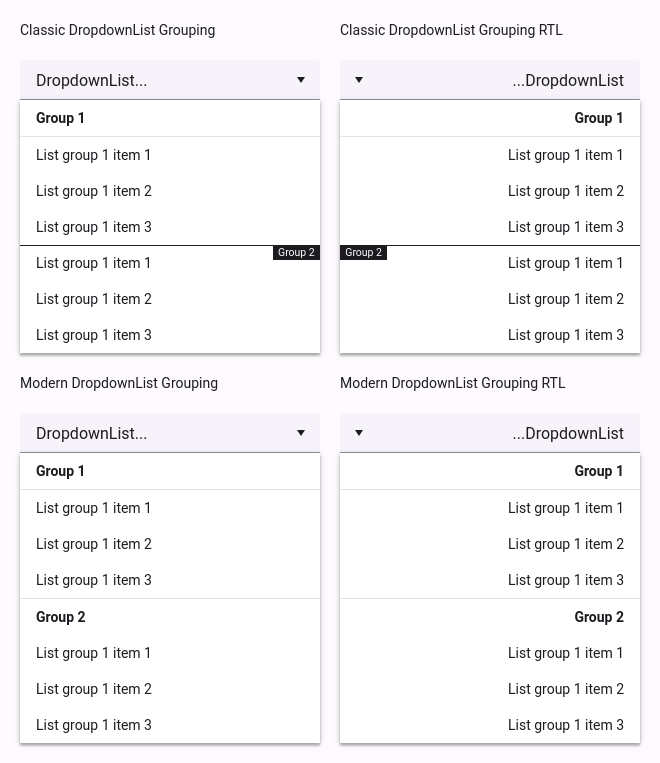 Classic DropdownList Grouping
DropdownList...
Group 1
List group 1 item 1
List group 1 item 2
List group 1 item 3
Group 2
List group 1 item 1
List group 1 item 2
List group 1 item 3
Classic DropdownList Grouping RTL
...DropdownList
Group 1
List group 1 item 1
List group 1 item 2
List group 1 item 3
Group 2
List group 1 item 1
List group 1 item 2
List group 1 item 3
Modern DropdownList Grouping
DropdownList...
Group 1
List group 1 item 1
List group 1 item 2
List group 1 item 3
Group 2
List group 1 item 1
List group 1 item 2
List group 1 item 3
Modern DropdownList Grouping RTL
...DropdownList
Group 1
List group 1 item 1
List group 1 item 2
List group 1 item 3
Group 2
List group 1 item 1
List group 1 item 2
List group 1 item 3